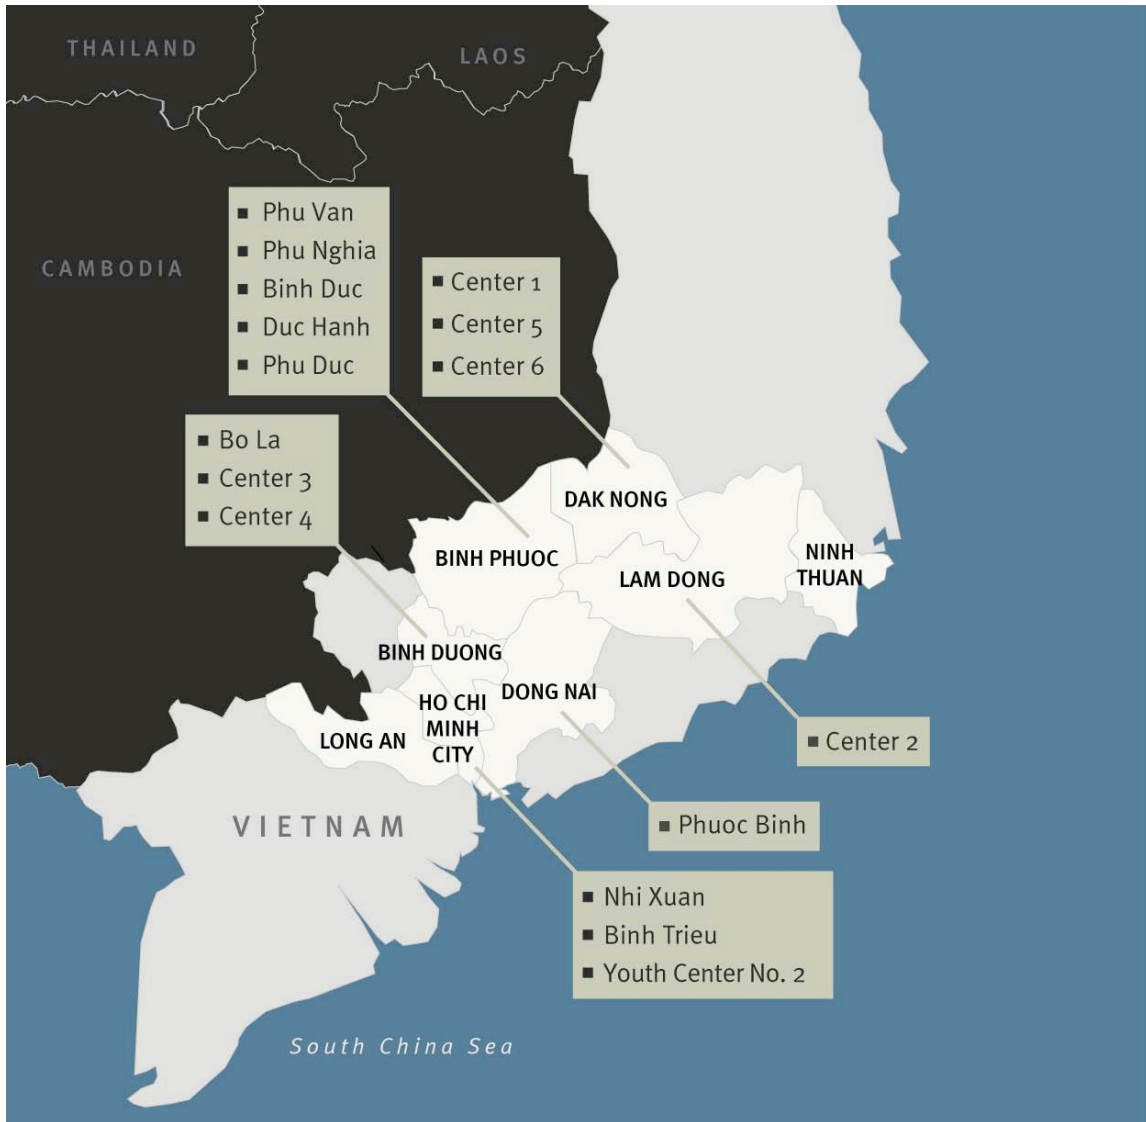 THAILAND
LAOS
CAMBODIA
Phu Van
Phu Nghia
Binh Duc
Duc Hanh
Phu Duc
Center 1
Center 5
Center 6
Bo La
Center 3
Center 4
DAK NONG
BINH PHUOC
LAM DONG
NINH
THUAN
BINH DUONG
DONG NAI
HO CHI
MINH
CITY
LONG AN
Center 2
VIETNAM
Phuoc Binh
Nhi Xuan
Binh Trieu
Youth Center No. 2
South China Sea